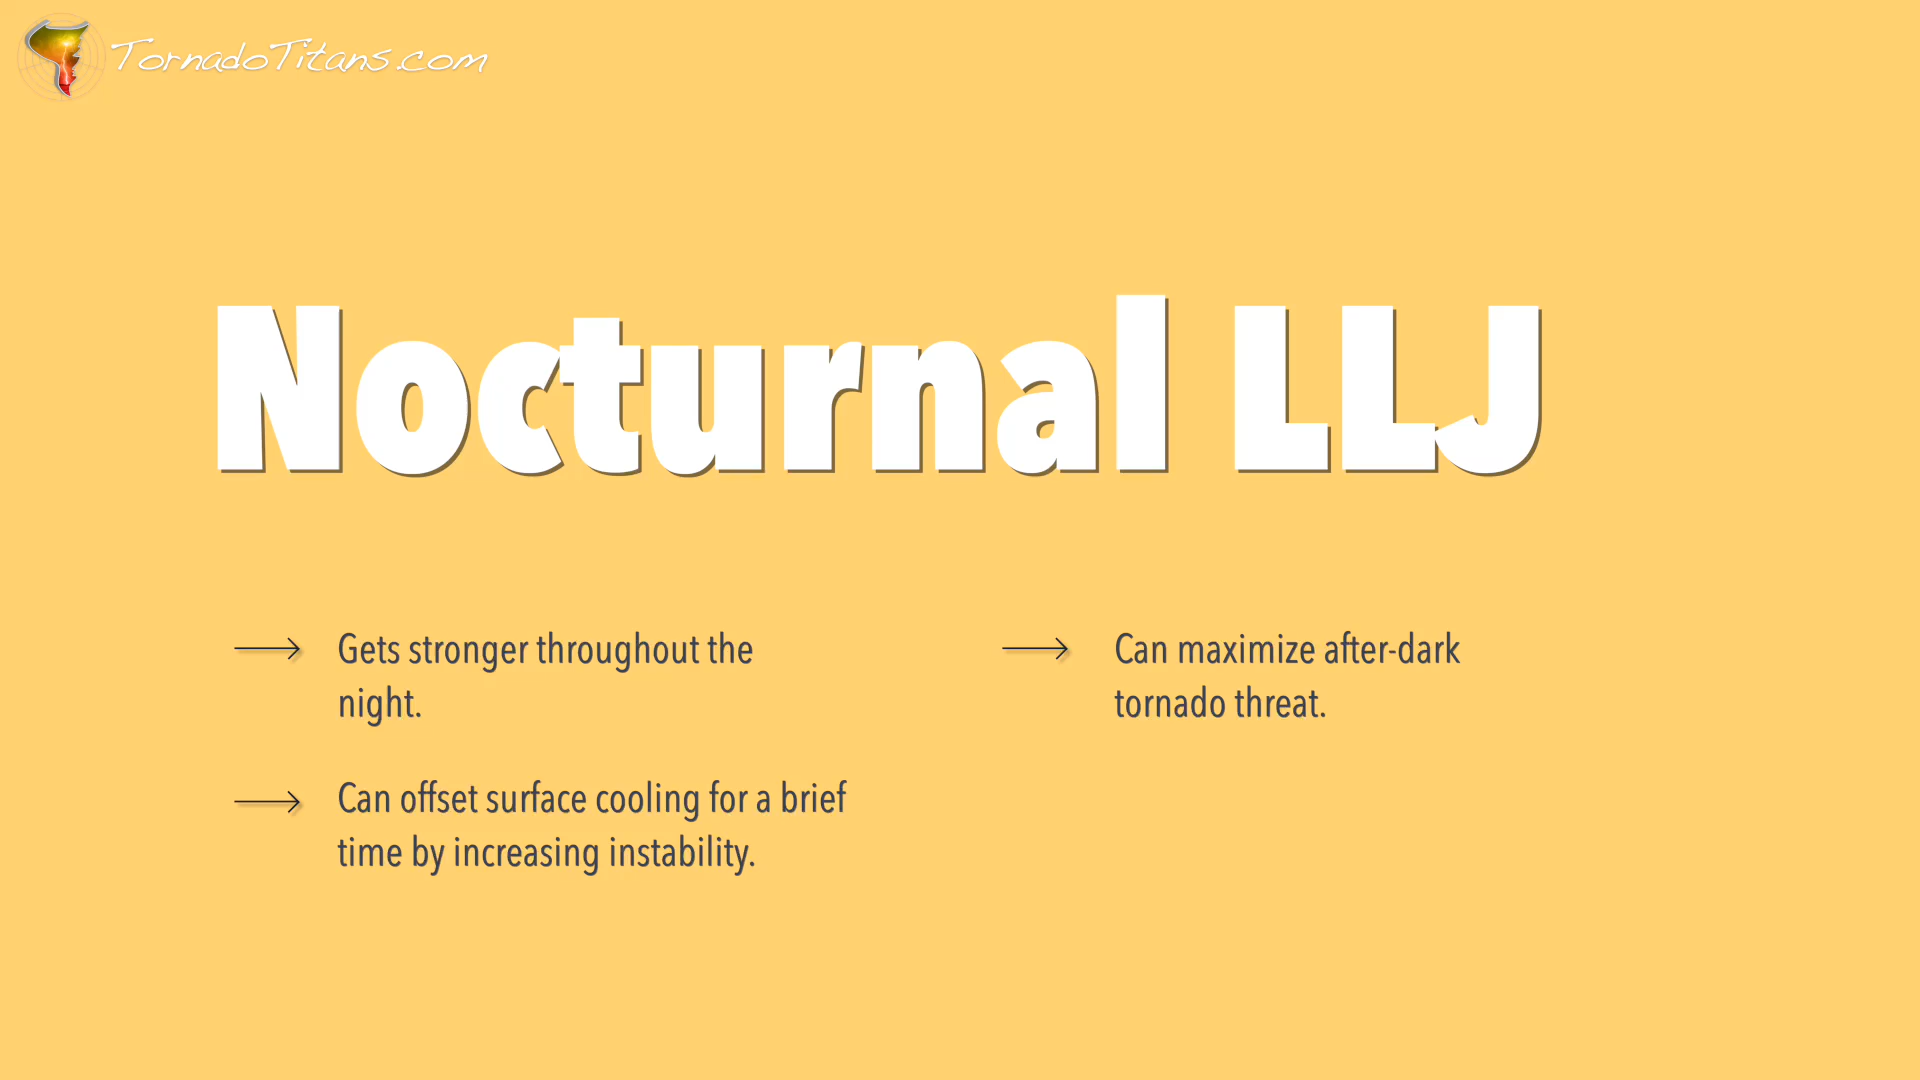 TornadoTitans.com
Nocturnal LLJ
Gets stronger throughout the
night.
Can offset surface cooling for a brief
time by increasing instability.
Can maximize after-dark
tornado threat.